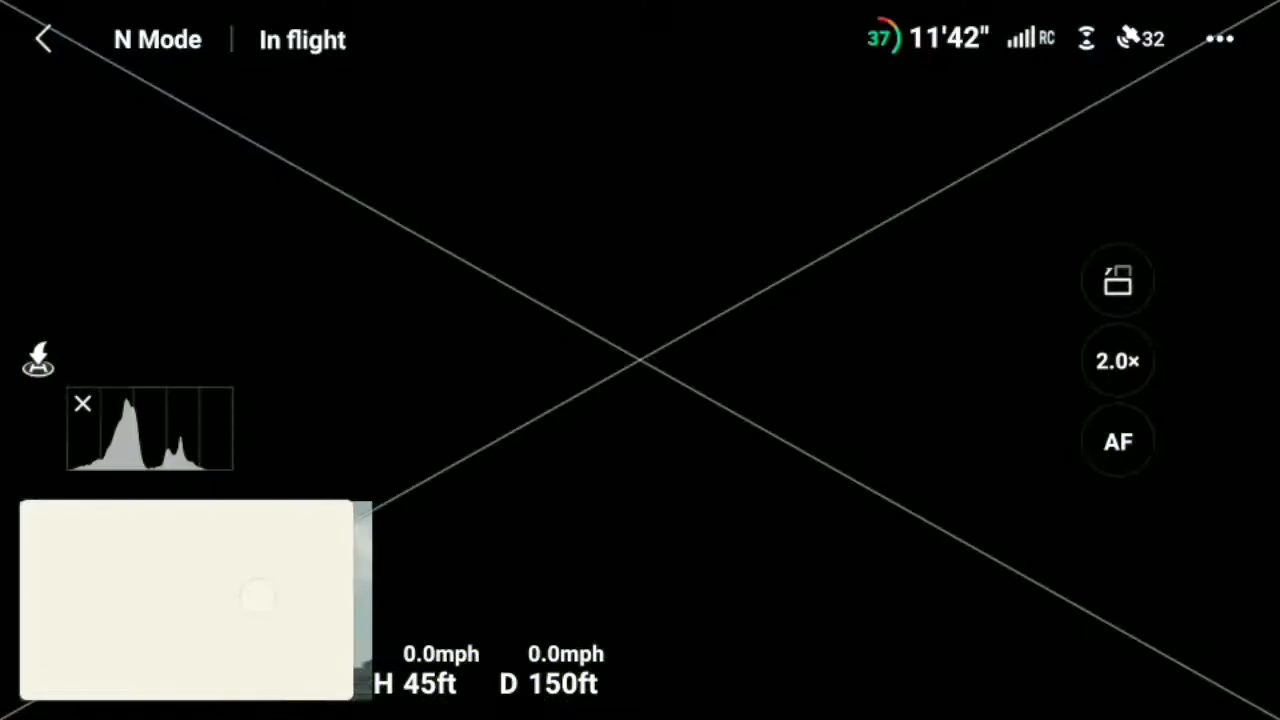 N Mode | In flight
37 11'42" RC 32
2.0×
AF
0.0mph 0.0mph
H 45ft D 150ft